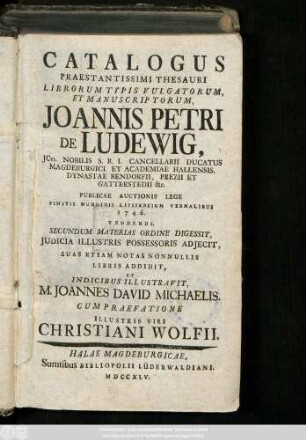 CATALOGUS
PRAESTANTISSIMI THESAURI
LIBRORUM TYPIS VULGATORUM,
ET MANUSCRIPTORUM,
JOANNIS PETRI
DE LUDEWIG,
JCti. NOBILIS S. R. I. CANCELLARII DUCATUS
MAGDEBURGICI ET ACADEMIAE HALLENSIS.
DYNASTAE BENDORFII, PREZII ET
GATTERSTEDII &c.
PUBLICAE AUCTIONIS LEGE
FINITIS NUNDINIS LIPSIENSIBUS VERNALIBUS
1746.
VENDENDI.
SECUNDUM MATERIAS ORDINE DIGESSIT,
JUDICIA ILLUSTRIS POSSESSORIS ADJECIT,
SUAS ETIAM NOTAS NONNULLIS
LIBRIS ADDIDIT,
ET
INDICIBUS ILLUSTRAVIT,
M. JOANNES DAVID MICHAELIS.
CUM PRAEFATIONE
ILLUSTRIS VIRI
CHRISTIANI WOLFII.
HALAE MAGDEBURGICAE,
Sumtibus BIBLIOPOLII LÜDERWALDIANI.
MDCCXLV.